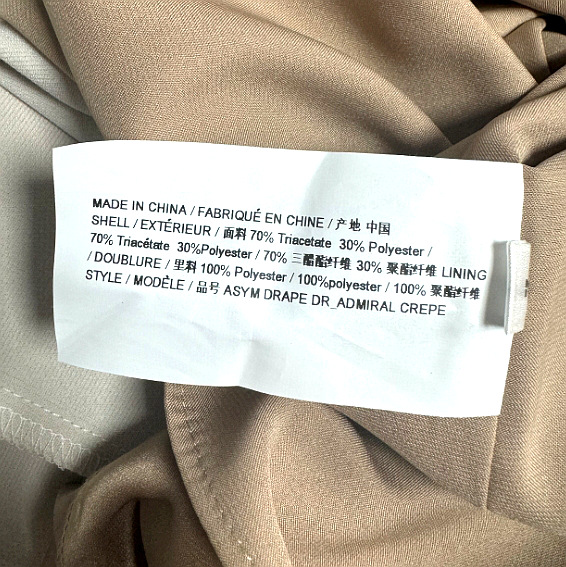 MADE IN CHINA / FABRIQUÉ EN CHINE / 产地 中国
SHELL / EXTÉRIEUR / 面料 70% Triacetate 30% Polyester /
70% Triacétate 30%Polyester / 70% 三醋酯纤维 30% 聚酯纤维 LINING
/ DOUBLURE / 里料 100% Polyester / 100%polyester / 100% 聚酯纤维
STYLE / MODÈLE / 品号 ASYM DRAPE DR_ADMIRAL CREPE